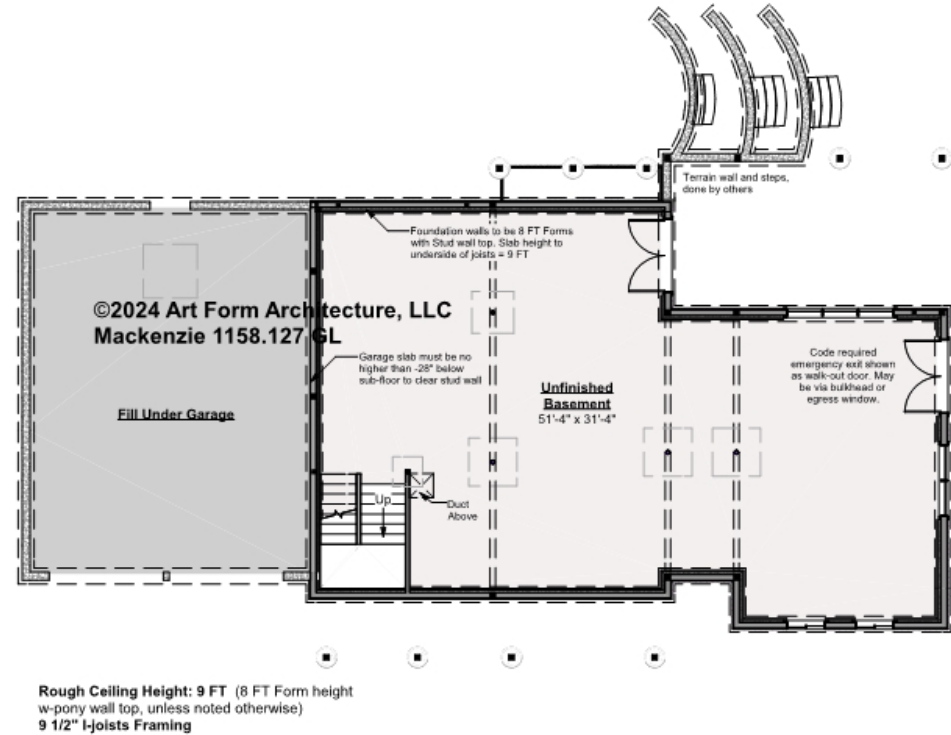 Terrain wall and steps,
done by others
Foundation walls to be 8 FT Forms
with Stud wall top. Slab height to
underside of joists = 9 FT
©2024 Art Form Architecture, LLC
Mackenzie 1158.127 GL
Garage slab must be no
higher than -28" below
sub-floor to clear stud wall
Code required
emergency exit shown
as walk-out door. May
be via bulkhead or
egress window.
Fill Under Garage
Unfinished
Basement
51'-4" x 31'-4"
Up
Duct
Above
Rough Ceiling Height: 9 FT (8 FT Form height
w-pony wall top, unless noted otherwise)
9 1/2" I-joists Framing